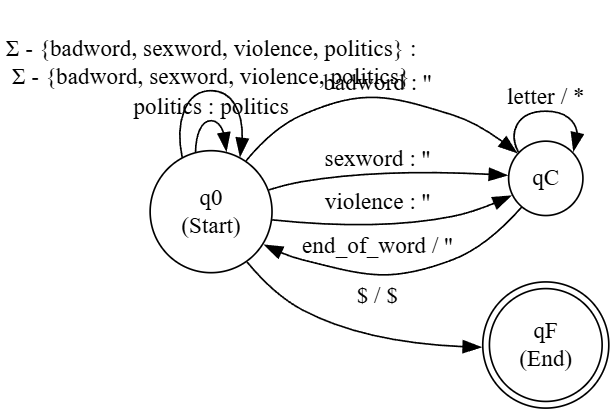 Σ - {badword, sexword, violence, politics} :
Σ - {badword, sexword, violence, politics}
badword : "
politics : politics
letter / *
sexword : "
q0
(Start)
qC
violence : "
end_of_word / "
$ / $
qF
(End)